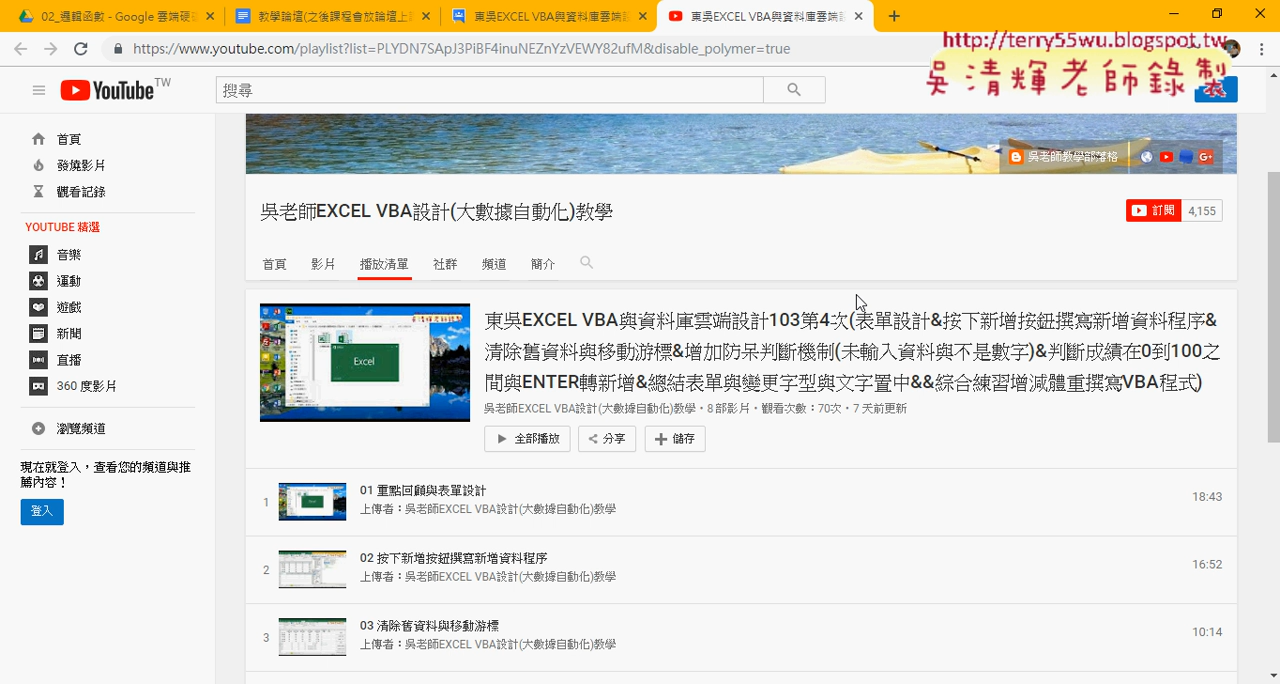 02_邏輯函數 - Google 雲端硬碟
教學論壇(之後課程會放論壇上課
東吳EXCEL VBA與資料庫雲端設計
東吳EXCEL VBA與資料庫雲端設計
https://www.youtube.com/playlist?list=PLYDN7SApJ3PiBF4inuNEZnYzVEWY82ufM&disable_polymer=true
http://terry55wu.blogspot.tw
吳清輝老師錄製
YouTube TW
搜尋
首頁
發燒影片
觀看記錄
YOUTUBE 精選
音樂
運動
遊戲
新聞
直播
360 度影片
瀏覽頻道
現在就登入，查看您的頻道與推
薦內容！
登入
吳老師教學部落格
吳老師EXCEL VBA設計(大數據自動化)教學
訂閱 4,155
首頁 影片 播放清單 社群 頻道 簡介
Excel
東吳EXCEL VBA與資料庫雲端設計103第4次(表單設計&按下新增按鈕撰寫新增資料程序&
清除舊資料與移動游標&增加防呆判斷機制(未輸入資料與不是數字)&判斷成績在0到100之
間與ENTER轉新增&總結表單與變更字型與文字置中&&綜合練習增減體重撰寫VBA程式)
吳老師EXCEL VBA設計(大數據自動化)教學・8 部影片・觀看次數：70次・7 天前更新
全部播放 分享 儲存
1 01 重點回顧與表單設計 18:43
上傳者：吳老師EXCEL VBA設計(大數據自動化)教學
2 02 按下新增按鈕撰寫新增資料程序 16:52
上傳者：吳老師EXCEL VBA設計(大數據自動化)教學
3 03 清除舊資料與移動游標 10:14
上傳者：吳老師EXCEL VBA設計(大數據自動化)教學